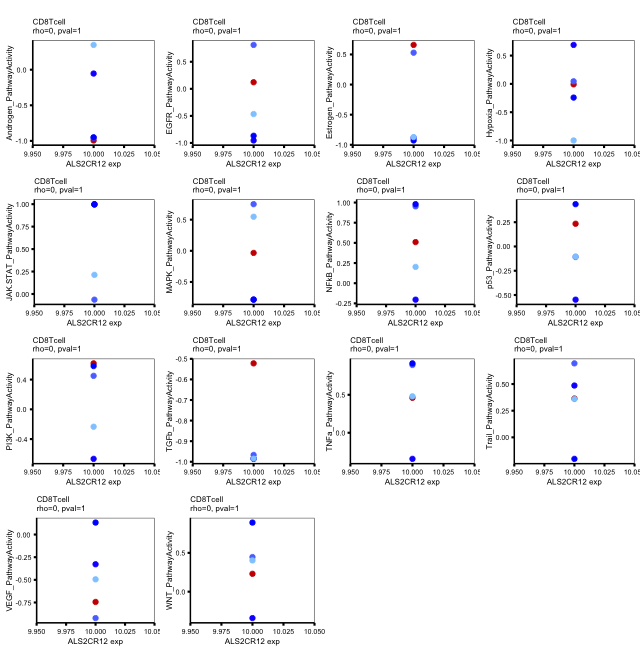 CD8Tcell
rho=0, pval=1
Androgen_PathwayActivity
0.0
-0.5
-1.0
9.950 9.975 10.000 10.025 10.05
ALS2CR12 exp
CD8Tcell
rho=0, pval=1
EGFR_PathwayActivity
0.5
0.0
-0.5
-1.0
9.950 9.975 10.000 10.025 10.05
ALS2CR12 exp
CD8Tcell
rho=0, pval=1
Estrogen_PathwayActivity
0.5
0.0
-0.5
-1.0
9.950 9.975 10.000 10.025 10.05
ALS2CR12 exp
CD8Tcell
rho=0, pval=1
Hypoxia_PathwayActivity
0.5
0.0
-0.5
-1.0
9.950 9.975 10.000 10.025 10.05
ALS2CR12 exp
CD8Tcell
rho=0, pval=1
JAK.STAT_PathwayActivity
1.00
0.75
0.50
0.25
0.00
9.950 9.975 10.000 10.025 10.05
ALS2CR12 exp
CD8Tcell
rho=0, pval=1
MAPK_PathwayActivity
0.5
0.0
-0.5
9.950 9.975 10.000 10.025 10.05
ALS2CR12 exp
CD8Tcell
rho=0, pval=1
NFkB_PathwayActivity
1.00
0.75
0.50
0.25
0.00
-0.25
9.950 9.975 10.000 10.025 10.05
ALS2CR12 exp
CD8Tcell
rho=0, pval=1
p53_PathwayActivity
0.25
0.00
-0.25
-0.50
9.950 9.975 10.000 10.025 10.05
ALS2CR12 exp
CD8Tcell
rho=0, pval=1
PI3K_PathwayActivity
0.4
0.0
-0.4
9.950 9.975 10.000 10.025 10.05
ALS2CR12 exp
CD8Tcell
rho=0, pval=1
TGFb_PathwayActivity
-0.5
-0.6
-0.7
-0.8
-0.9
-1.0
9.950 9.975 10.000 10.025 10.05
ALS2CR12 exp
CD8Tcell
rho=0, pval=1
TNFa_PathwayActivity
0.5
0.0
9.950 9.975 10.000 10.025 10.05
ALS2CR12 exp
CD8Tcell
rho=0, pval=1
Trail_PathwayActivity
0.50
0.25
0.00
9.950 9.975 10.000 10.025 10.05
ALS2CR12 exp
CD8Tcell
rho=0, pval=1
VEGF_PathwayActivity
0.00
-0.25
-0.50
-0.75
9.950 9.975 10.000 10.025 10.05
ALS2CR12 exp
CD8Tcell
rho=0, pval=1
WNT_PathwayActivity
0.5
0.0
9.950 9.975 10.000 10.025 10.050
ALS2CR12 exp